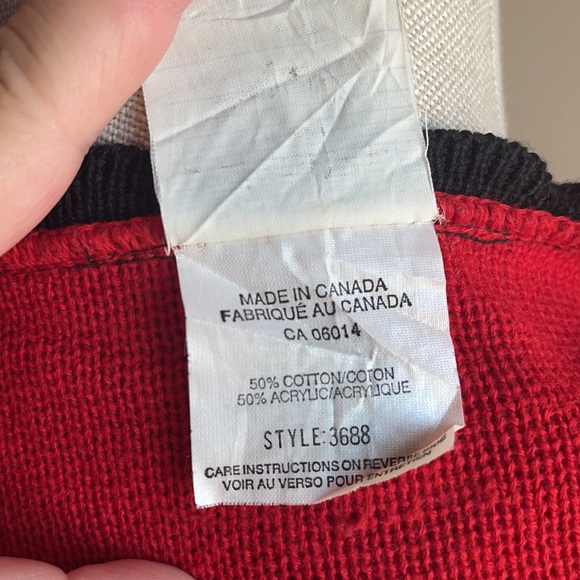 MADE IN CANADA
FABRIQUÉ AU CANADA
CA 06014
50% COTTON/COTON
50% ACRYLIC/ACRYLIQUE
STYLE: 3688
CARE INSTRUCTIONS ON REVERSE SIDE
VOIR AU VERSO POUR ENTRETIEN